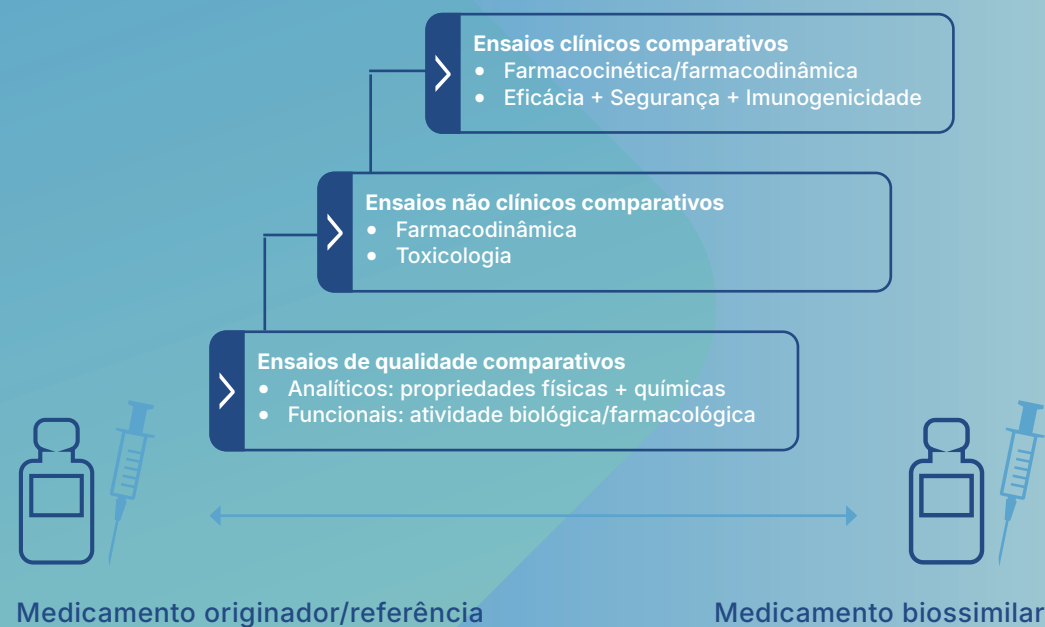 Ensaios clínicos comparativos
• Farmacocinética/farmacodinâmica
• Eficácia + Segurança + Imunogenicidade
Ensaios não clínicos comparativos
• Farmacodinâmica
• Toxicologia
Ensaios de qualidade comparativos
• Analíticos: propriedades físicas + químicas
• Funcionais: atividade biológica/farmacológica
Medicamento originador/referência
Medicamento biossimilar